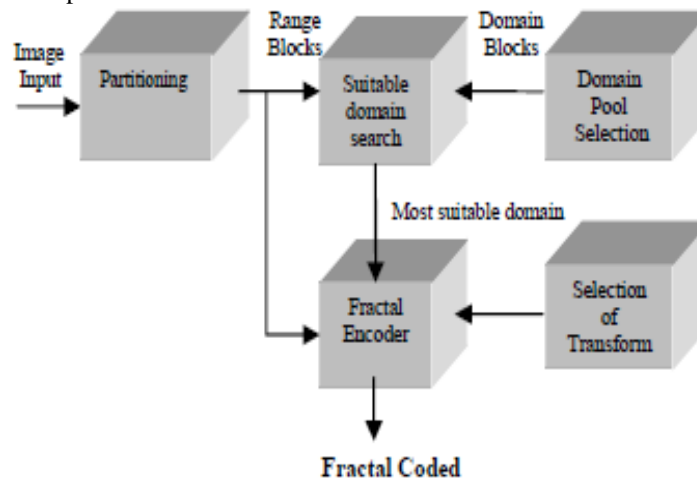 Range
Blocks
Domain
Blocks
Image
Input
Partitioning
Suitable
domain
search
Domain
Pool
Selection
Most suitable domain
Fractal
Encoder
Selection
of
Transform
Fractal Coded